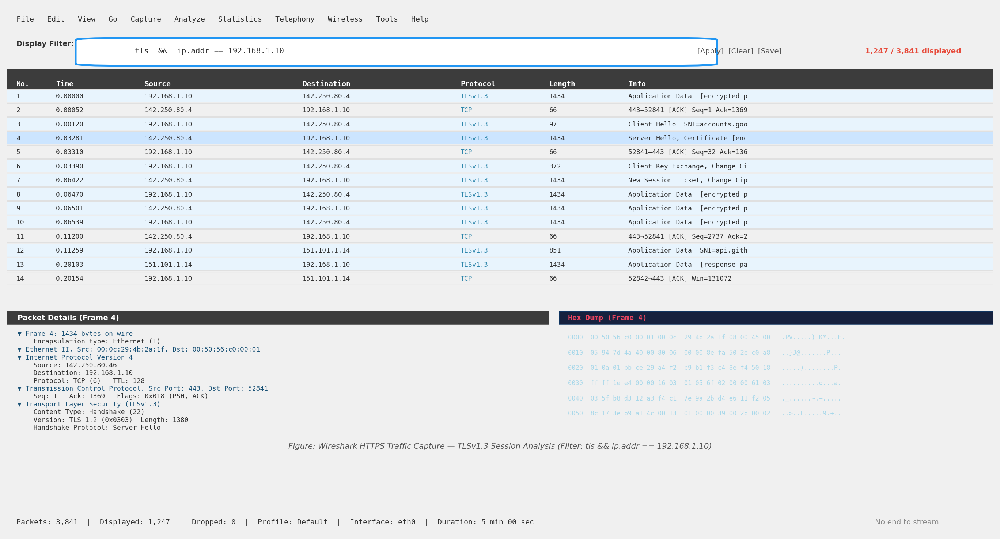 File   Edit   View   Go   Capture   Analyze   Statistics   Telephony   Wireless   Tools   Help
Display Filter:   tls  &&  ip.addr == 192.168.1.10   [Apply]  [Clear]  [Save]   1,247 / 3,841 displayed
No.   Time   Source   Destination   Protocol   Length   Info
1   0.00000   192.168.1.10   142.250.80.4   TLSv1.3   1434   Application Data  [encrypted p
2   0.00052   142.250.80.4   192.168.1.10   TCP   66   443→52841 [ACK] Seq=1 Ack=1369
3   0.00120   192.168.1.10   142.250.80.4   TLSv1.3   97   Client Hello  SNI=accounts.goo
4   0.03281   142.250.80.4   192.168.1.10   TLSv1.3   1434   Server Hello, Certificate [enc
5   0.03310   192.168.1.10   142.250.80.4   TCP   66   52841→443 [ACK] Seq=32 Ack=136
6   0.03390   192.168.1.10   142.250.80.4   TLSv1.3   372   Client Key Exchange, Change Ci
7   0.06422   142.250.80.4   192.168.1.10   TLSv1.3   1434   New Session Ticket, Change Cip
8   0.06470   192.168.1.10   142.250.80.4   TLSv1.3   1434   Application Data  [encrypted p
9   0.06501   142.250.80.4   192.168.1.10   TLSv1.3   1434   Application Data  [encrypted p
10   0.06539   192.168.1.10   142.250.80.4   TLSv1.3   1434   Application Data  [encrypted p
11   0.11200   142.250.80.4   192.168.1.10   TCP   66   443→52841 [ACK] Seq=2737 Ack=2
12   0.11259   192.168.1.10   151.101.1.14   TLSv1.3   851   Application Data  SNI=api.gith
13   0.20103   151.101.1.14   192.168.1.10   TLSv1.3   1434   Application Data  [response pa
14   0.20154   192.168.1.10   151.101.1.14   TCP   66   52842→443 [ACK] Win=131072
Packet Details (Frame 4)
▼ Frame 4: 1434 bytes on wire
Encapsulation type: Ethernet (1)
▼ Ethernet II, Src: 00:0c:29:4b:2a:1f, Dst: 00:50:56:c0:00:01
▼ Internet Protocol Version 4
Source: 142.250.80.46
Destination: 192.168.1.10
Protocol: TCP (6)   TTL: 128
▼ Transmission Control Protocol, Src Port: 443, Dst Port: 52841
Seq: 1   Ack: 1369   Flags: 0x018 (PSH, ACK)
▼ Transport Layer Security (TLSv1.3)
Content Type: Handshake (22)
Version: TLS 1.2 (0x0303)  Length: 1380
Handshake Protocol: Server Hello
Hex Dump (Frame 4)
0000  00 50 56 c0 00 01 00 0c  29 4b 2a 1f 08 00 45 00   .PV.....) K*...E.
0010  05 94 7d 4a 40 00 80 06  00 00 8e fa 50 2e c0 a8   ..}J@.......P...
0020  01 0a 01 bb ce 29 a4 f2  b9 b1 f3 c4 8e f4 50 18   .....)........P.
0030  ff ff 1e e4 00 00 16 03  01 05 6f 02 00 00 61 03   ..........o...a.
0040  03 5f b8 d3 12 a3 f4 c1  7e 9a 2b d4 e6 11 f2 05   ._......~.+.....
0050  8c 17 3e b9 a1 4c 00 13  01 00 00 39 00 2b 00 02   ..>..L.....9.+..
Figure: Wireshark HTTPS Traffic Capture — TLSv1.3 Session Analysis (Filter: tls && ip.addr == 192.168.1.10)
Packets: 3,841  |  Displayed: 1,247  |  Dropped: 0  |  Profile: Default  |  Interface: eth0  |  Duration: 5 min 00 sec   No end to stream